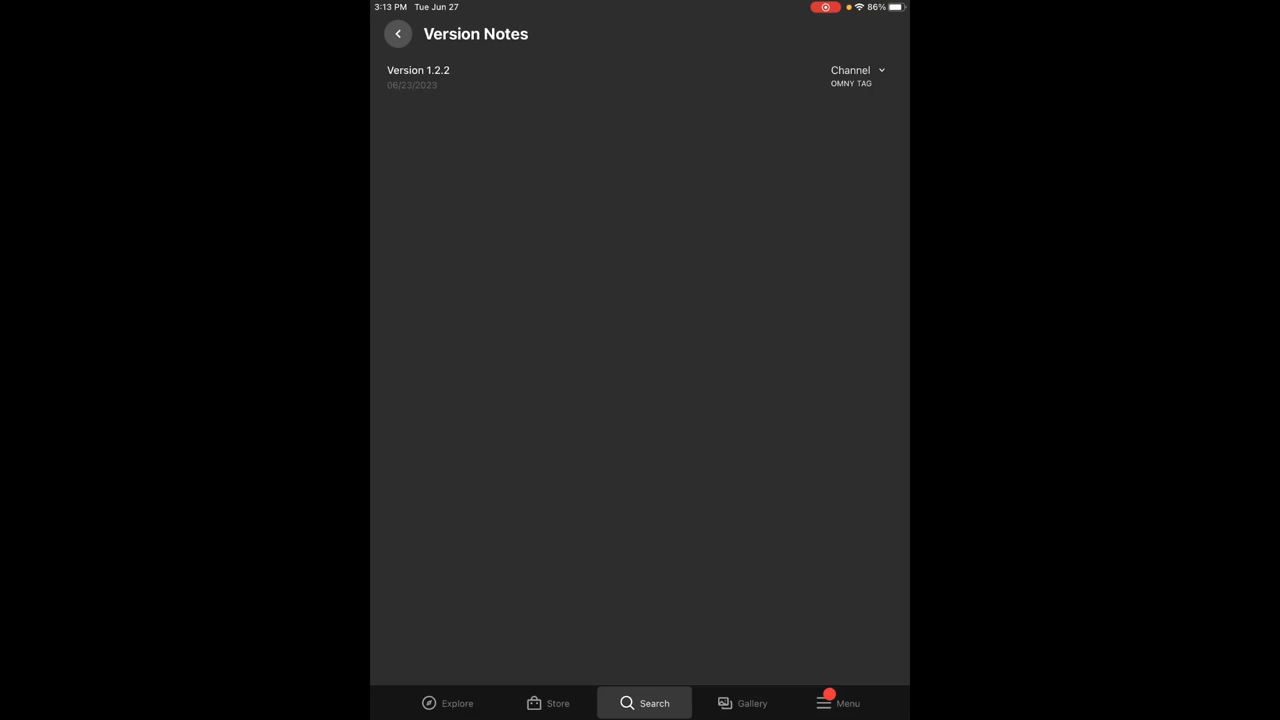 3:13 PM Tue Jun 27 86%
Version Notes
Version 1.2.2 Channel
06/23/2023 OMNY TAG
Explore Store Search Gallery Menu